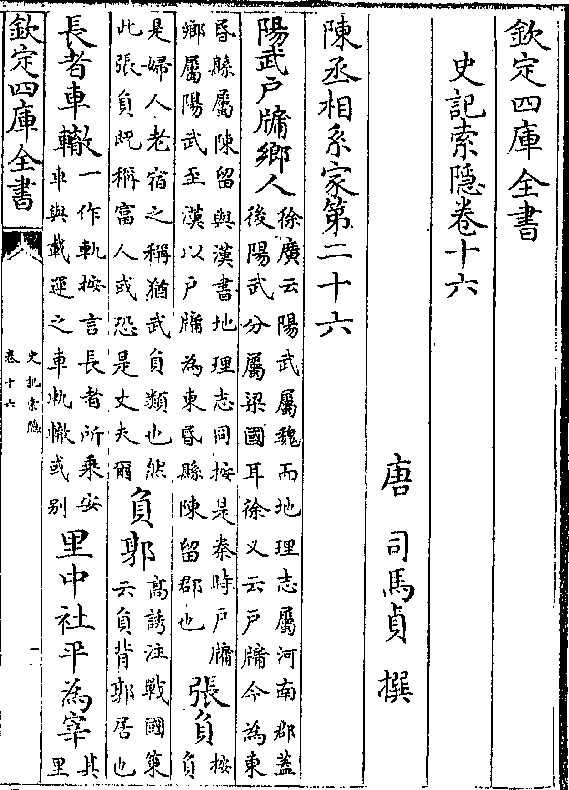 欽定四庫全書
史記索隱卷十六
唐 司馬貞 撰
陳丞相系家第二十六
陽武戶牖鄉人徐廣云陽武屬魏而地理志屬河南郡蓋後陽武分屬梁國耳徐又云戶牖今為東
昏縣屬陳留與漢書地理志同按是秦時戶牖鄉屬陽武至漢以戶牖為東昏縣陳留郡也張負按負
是婦人老宿之稱猶武負類也然此張負既稱富人或恐是丈夫爾負郭高誘注戰國策云負背郭居也
長者車轍一作軌按言長者所乘安車與載運之車軌轍或別里中社平為宰其里
欽定四庫全書
史記索隱
卷十六
一